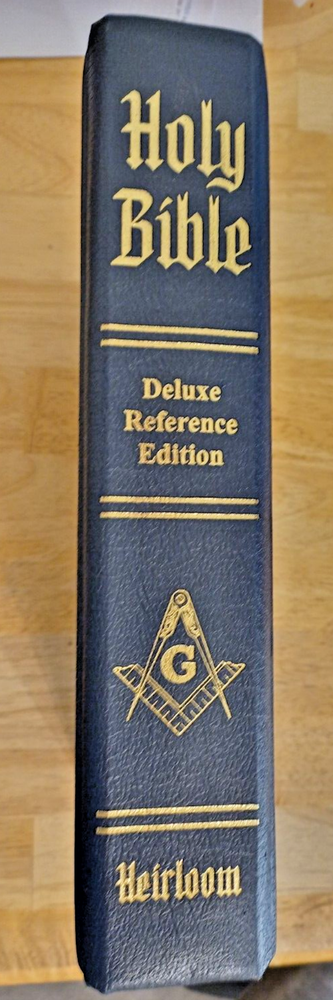 Holy
Bible
Deluxe
Reference
Edition
G
Heirloom